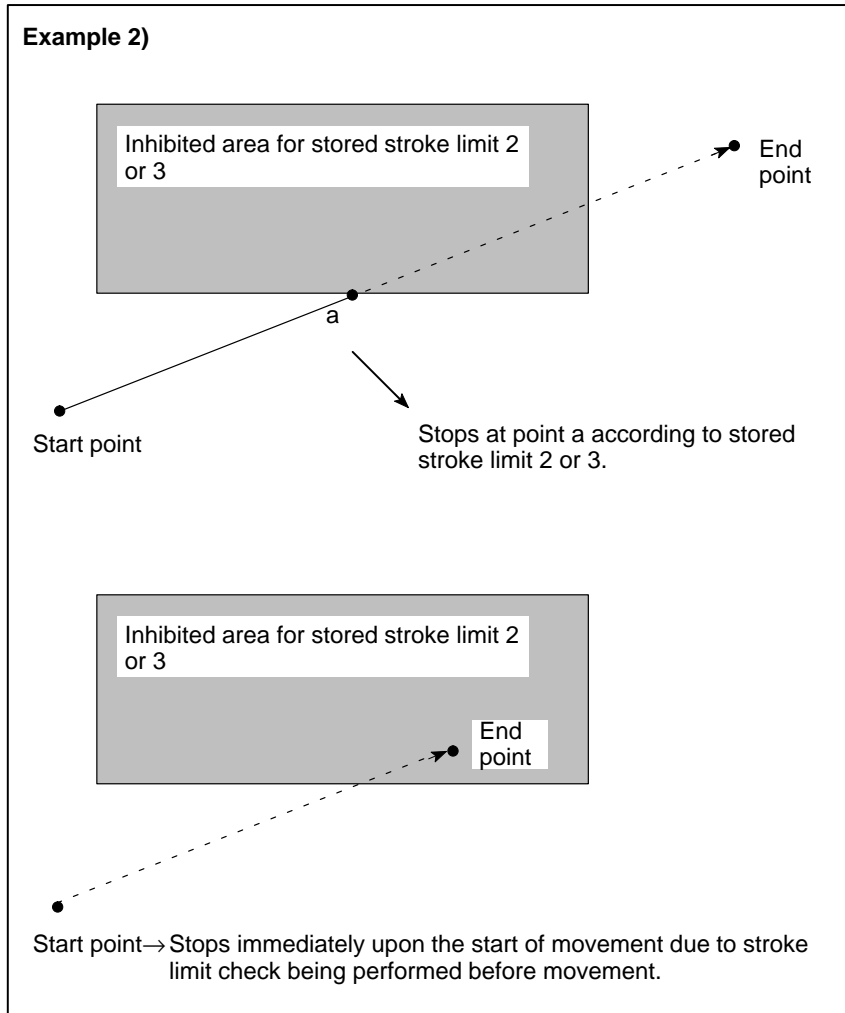 Example 2)
Inhibited area for stored stroke limit 2
or 3
End
point
a
Start point
Stops at point a according to stored
stroke limit 2 or 3.
Inhibited area for stored stroke limit 2
or 3
End
point
Start point→Stops immediately upon the start of movement due to stroke
limit check being performed before movement.